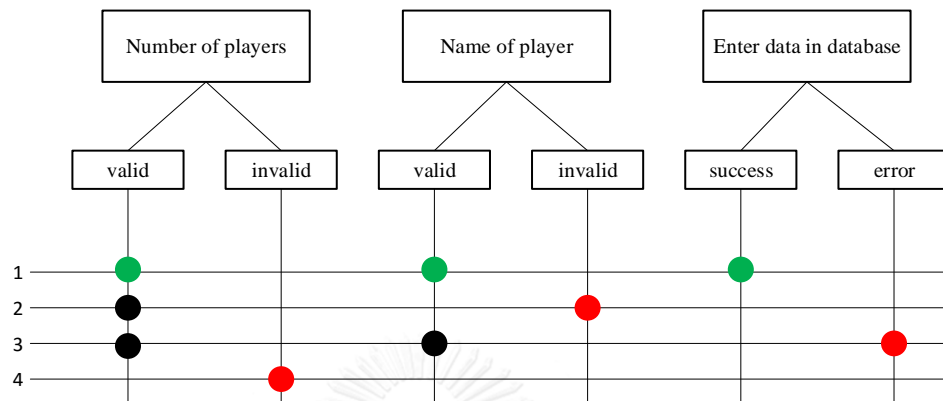 Number of players
Name of player
Enter data in database
valid
invalid
valid
invalid
success
error
1
2
3
4